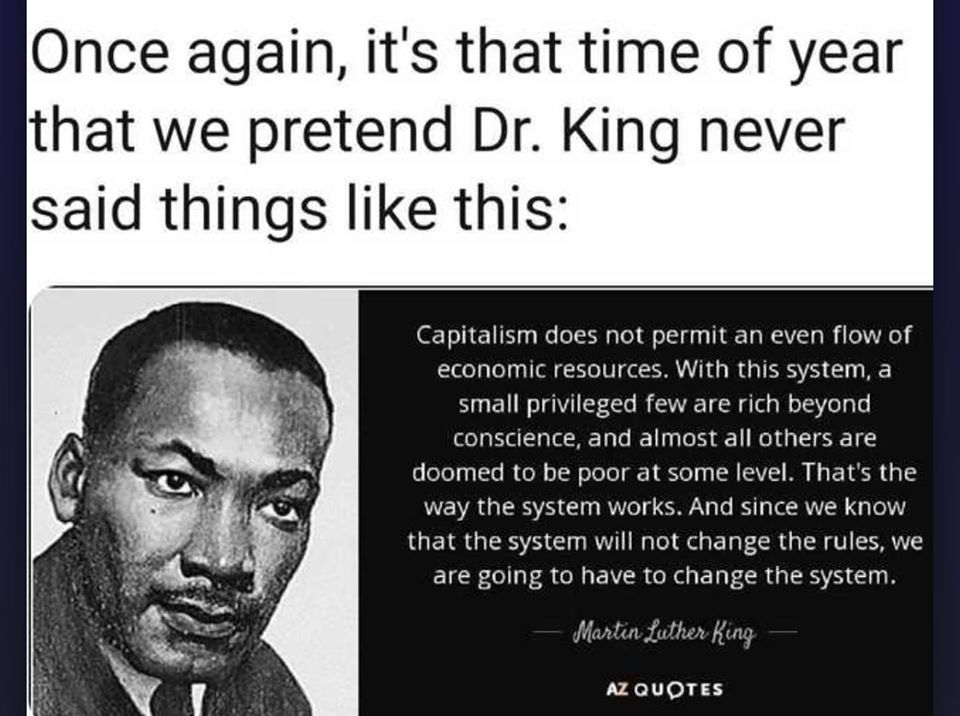 Once again, it's that time of year
that we pretend Dr. King never
said things like this:
Capitalism does not permit an even flow of
economic resources. With this system, a
small privileged few are rich beyond
conscience, and almost all others are
doomed to be poor at some level. That's the
way the system works. And since we know
that the system will not change the rules, we
are going to have to change the system.
Martin Luther King
AZ QUOTES